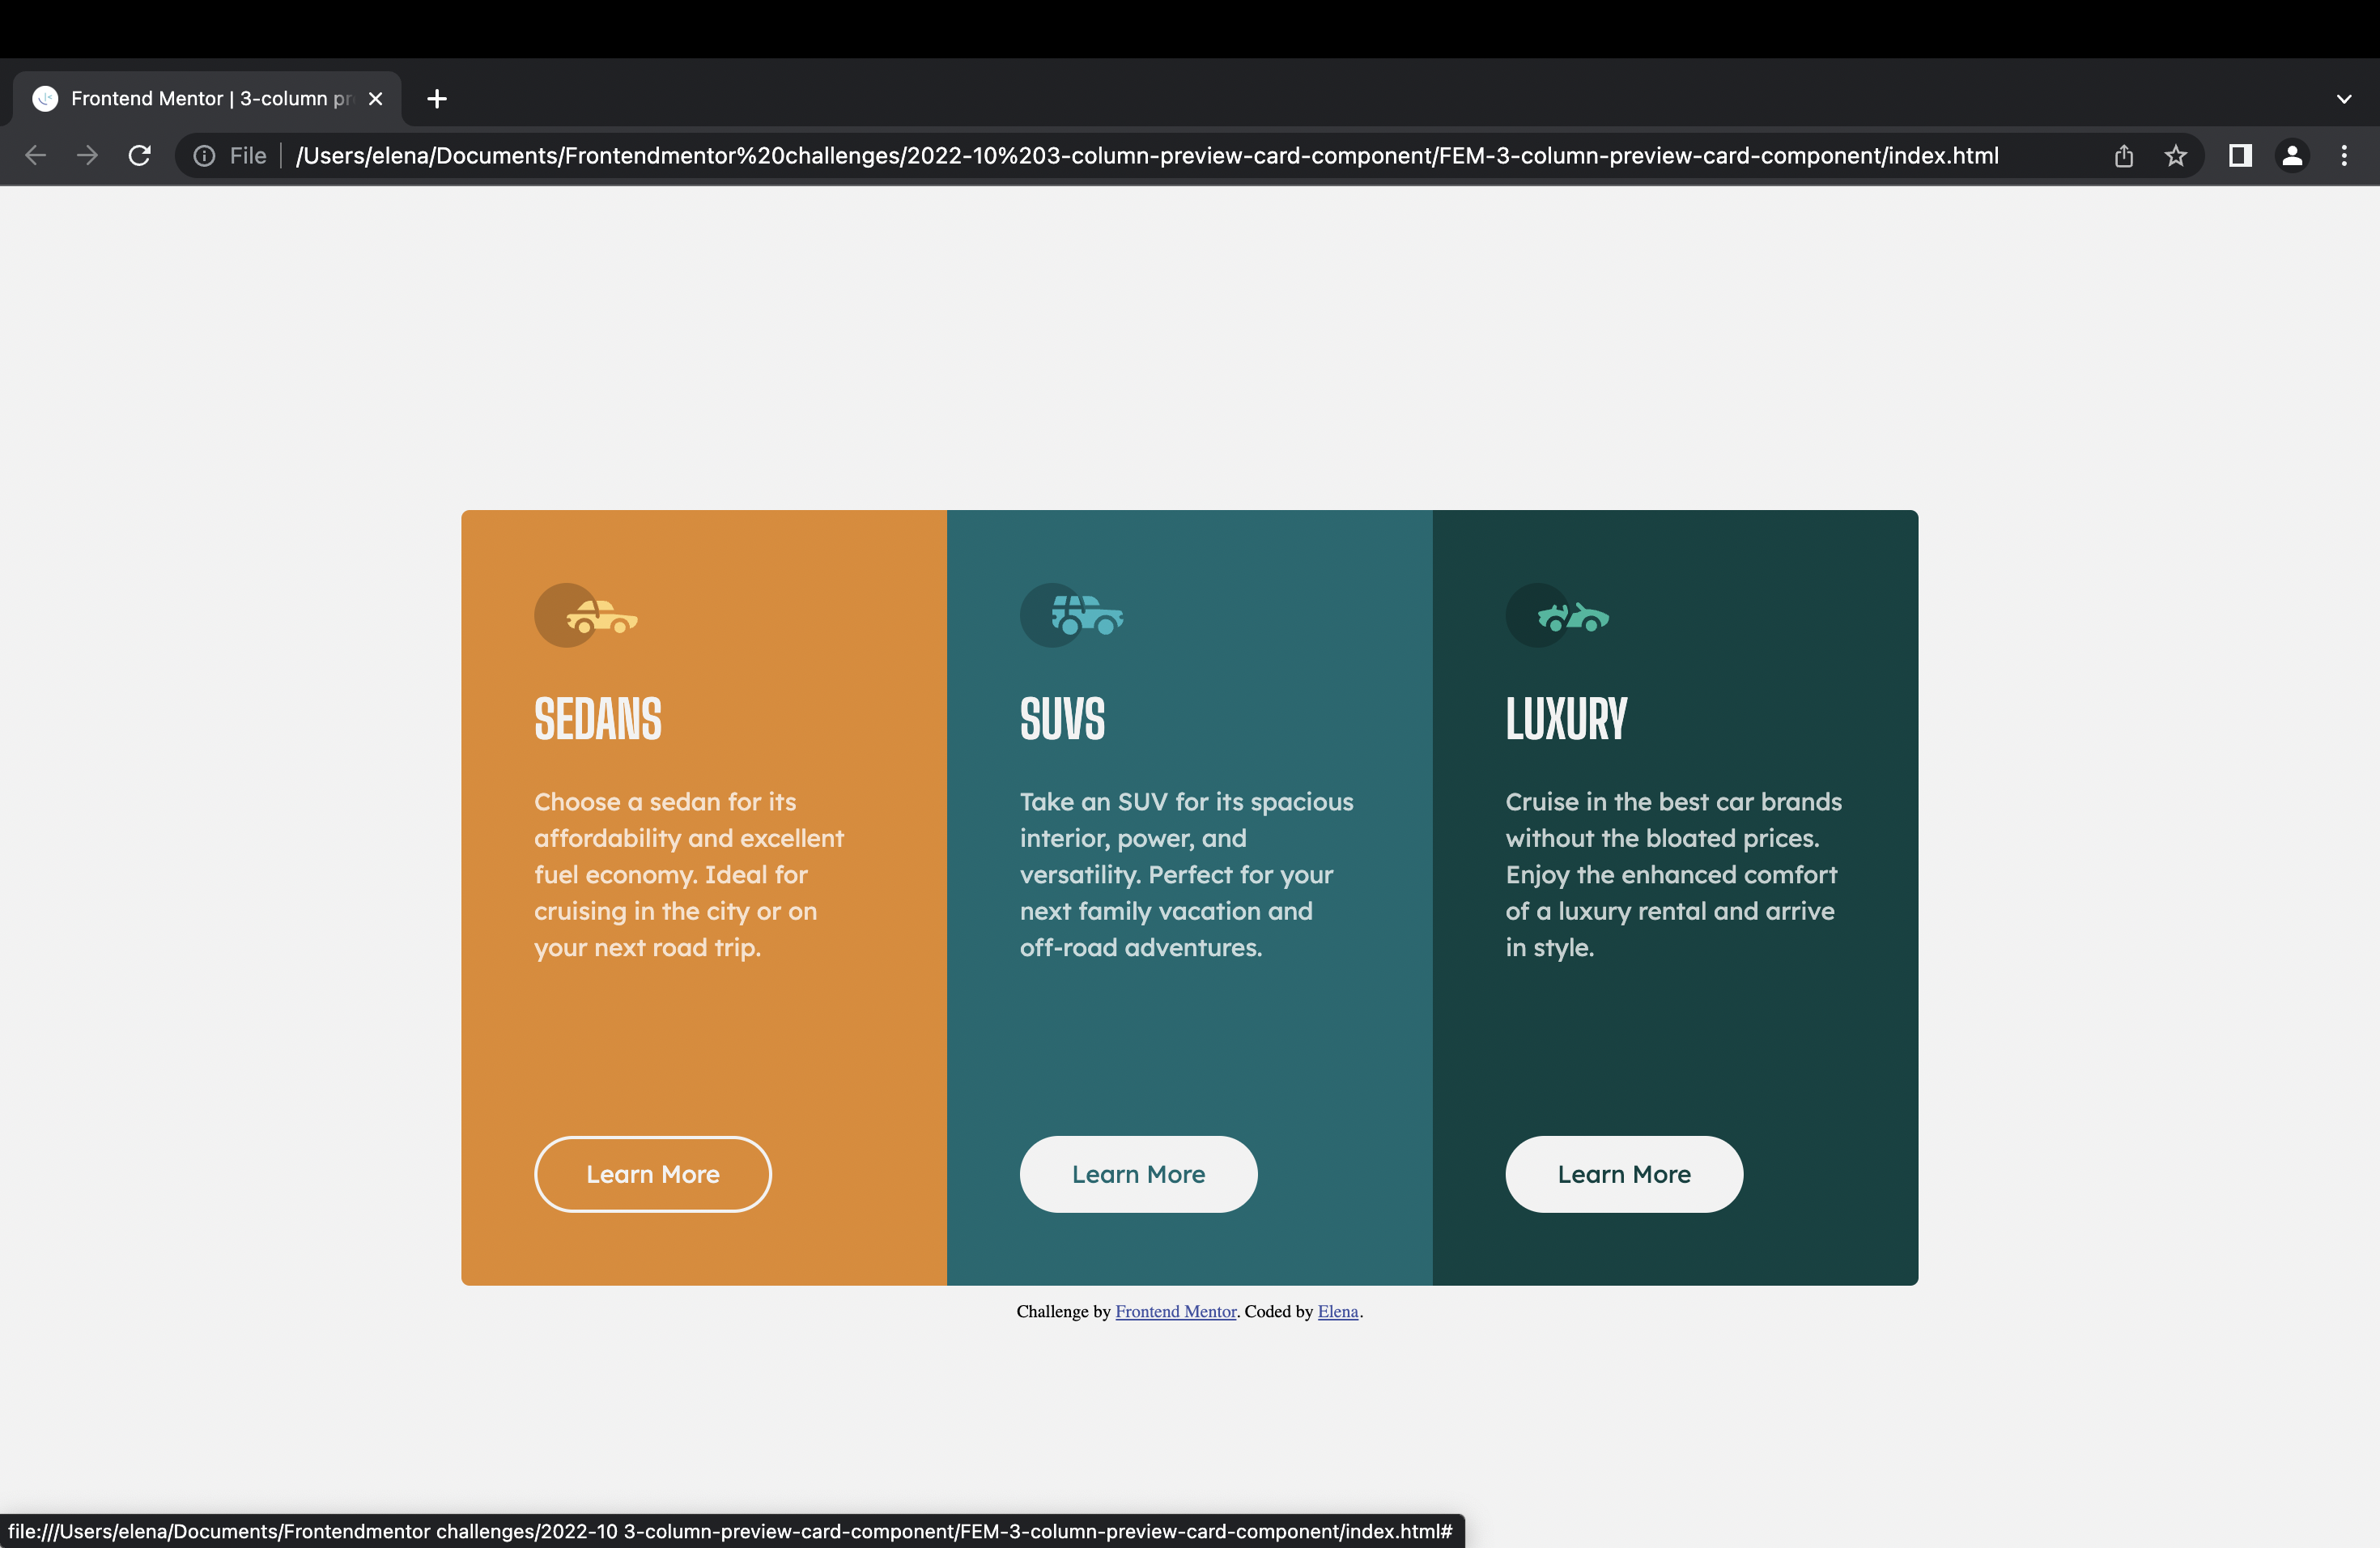 Frontend Mentor | 3-column pr
File
/Users/elena/Documents/Frontendmentor%20challenges/2022-10%203-column-preview-card-component/FEM-3-column-preview-card-component/index.html
SEDANS
Choose a sedan for its
affordability and excellent
fuel economy. Ideal for
cruising in the city or on
your next road trip.
Learn More
SUVS
Take an SUV for its spacious
interior, power, and
versatility. Perfect for your
next family vacation and
off-road adventures.
Learn More
LUXURY
Cruise in the best car brands
without the bloated prices.
Enjoy the enhanced comfort
of a luxury rental and arrive
in style.
Learn More
Challenge by Frontend Mentor. Coded by Elena.
file:///Users/elena/Documents/Frontendmentor challenges/2022-10 3-column-preview-card-component/FEM-3-column-preview-card-component/index.html#